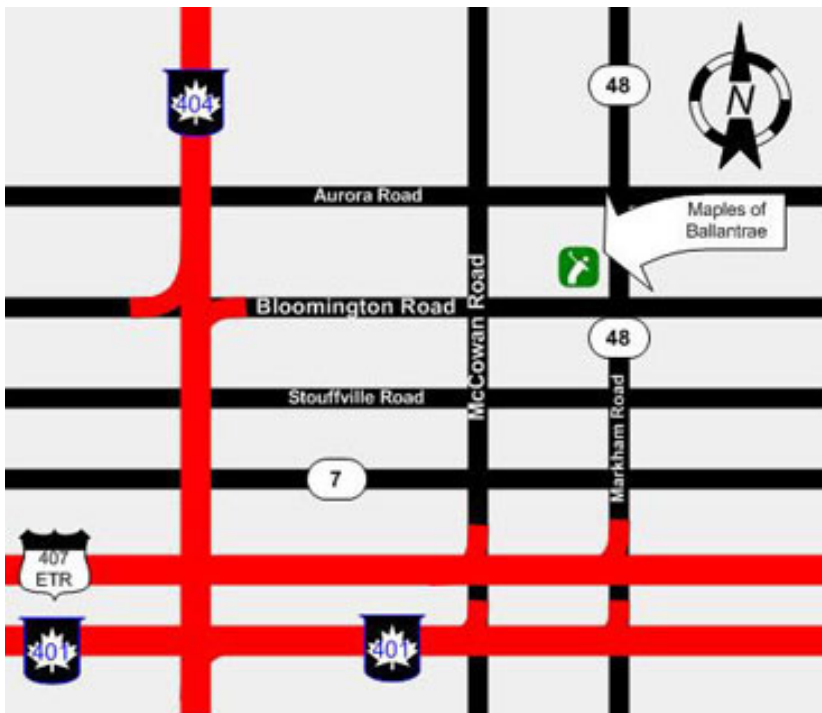 404
48
N
Aurora Road
Maples of
Ballantrae
Bloomington Road
McCowan Road
48
Stouffville Road
Markham Road
7
407
ETR
401
401